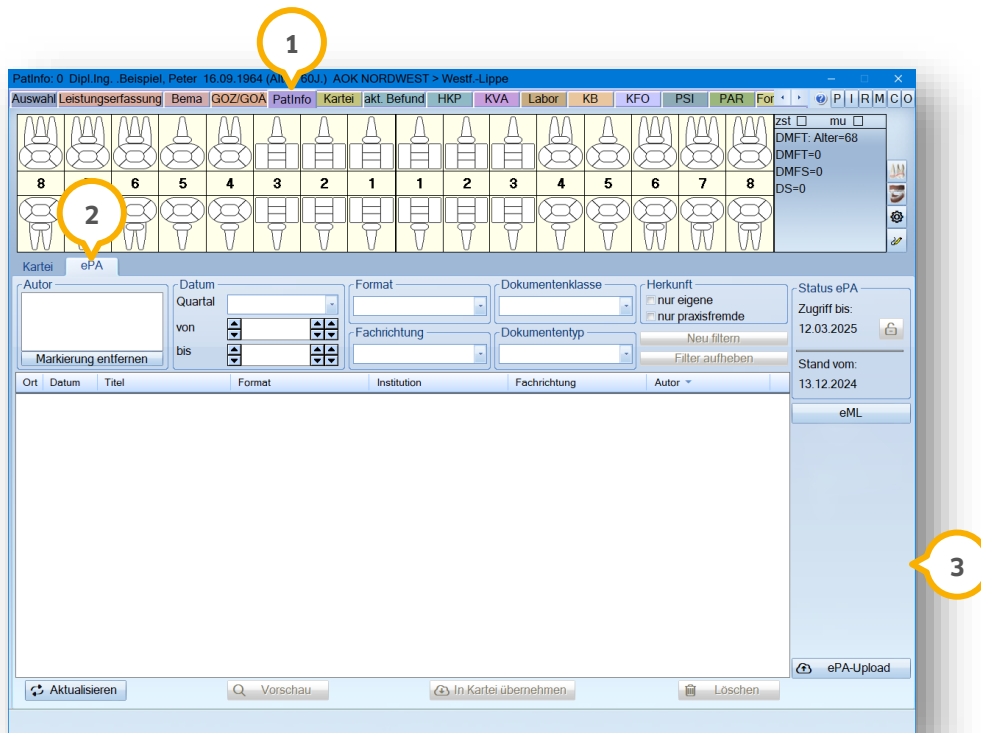 1
PatInfo: 0 Dipl.Ing. .Beispiel, Peter 16.09.1964 (Al 60J.) AOK NORDWEST > Westf.-Lippe
Auswahl Leistungserfassung Bema GOZ/GOÄ PatInfo Kartei akt. Befund HKP KVA Labor KB KFO PSI PAR For P I R M C O
zst mu
DMFT: Alter=68
DMFT=0
DMFS=0
DS=0
8 6 5 4 3 2 1 1 2 3 4 5 6 7 8
2
Kartei ePA
Autor Datum Format Dokumentenklasse Herkunft Status ePA
Quartal nur eigene Zugriff bis:
nur praxisfremde
von Fachrichtung Dokumententyp Neu filtern 12.03.2025
Markierung entfernen bis Filter aufheben Stand vom:
13.12.2024
Ort Datum Titel Format Institution Fachrichtung Autor
eML
3
ePA-Upload
Aktualisieren Vorschau In Kartei übernehmen Löschen